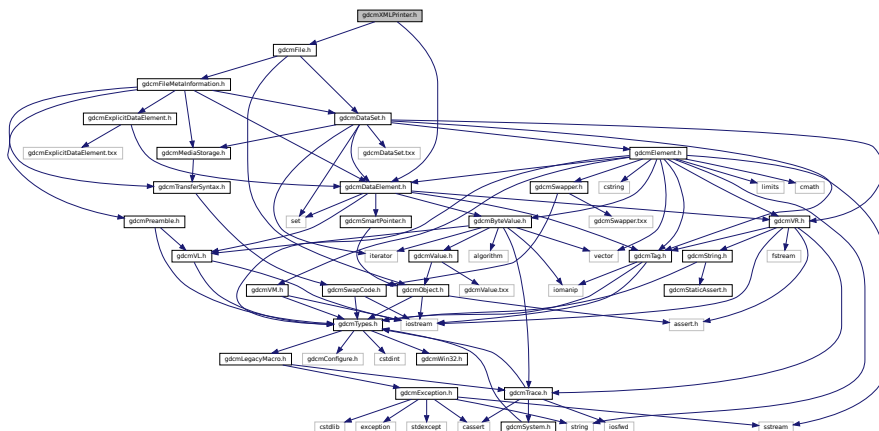 gdcmXMLPrinter.h
gdcmFile.h
gdcmFileMetaInformation.h
gdcmExplicitDataElement.h
gdcmDataSet.h
gdcmExplicitDataElement.txx
gdcmMediaStorage.h
gdcmDataSet.txx
gdcmElement.h
gdcmTransferSyntax.h
gdcmDataElement.h
gdcmSwapper.h
cstring
limits
cmath
gdcmPreamble.h
set
gdcmSmartPointer.h
gdcmByteValue.h
gdcmSwapper.txx
gdcmVR.h
gdcmVL.h
iterator
gdcmValue.h
algorithm
vector
gdcmTag.h
gdcmString.h
fstream
gdcmVM.h
gdcmSwapCode.h
gdcmObject.h
gdcmValue.txx
iomanip
gdcmStaticAssert.h
gdcmTypes.h
iostream
assert.h
gdcmLegacyMacro.h
gdcmConfigure.h
cstdint
gdcmWin32.h
gdcmException.h
gdcmTrace.h
cstdlib
exception
stdexcept
cassert
gdcmSystem.h
string
iosfwd
sstream